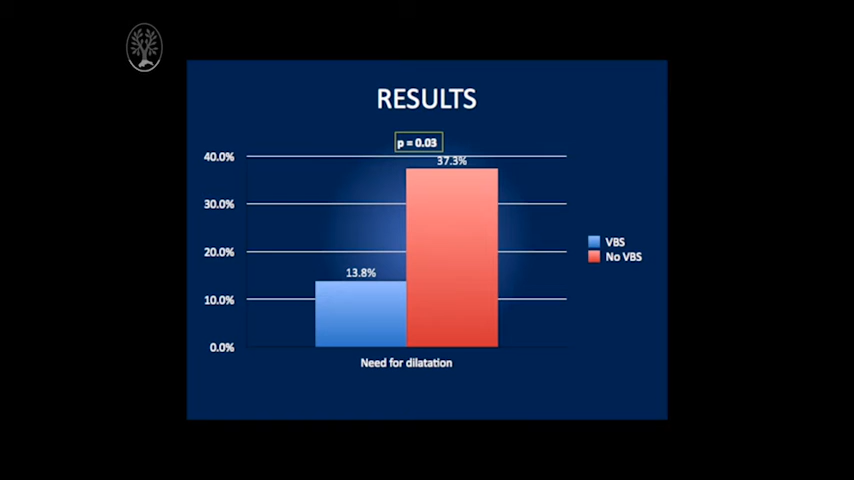 RESULTS
p = 0.03
40.0%
37.3%
30.0%
20.0%
VBS
No VBS
13.8%
10.0%
0.0%
Need for dilatation